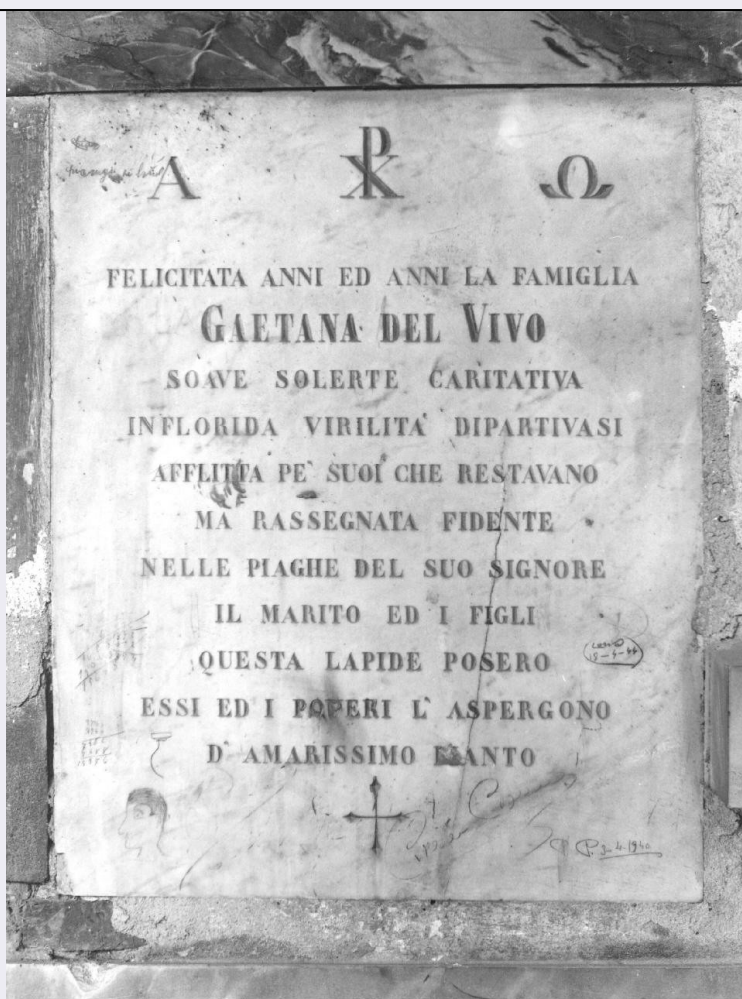 A ☧ Ω
FELICITATA ANNI ED ANNI LA FAMIGLIA
GAETANA DEL VIVO
SOAVE SOLERTE CARITATIVA
IN FLORIDA VIRILITA` DIPARTIVASI
AFFLITTA PE` SUOI CHE RESTAVANO
MA RASSEGNATA FIDENTE
NELLE PIAGHE DEL SUO SIGNORE
IL MARITO ED I FIGLI
QUESTA LAPIDE POSERO
ESSI ED I POPERI L` ASPERGONO
D` AMARISSIMO PIANTO